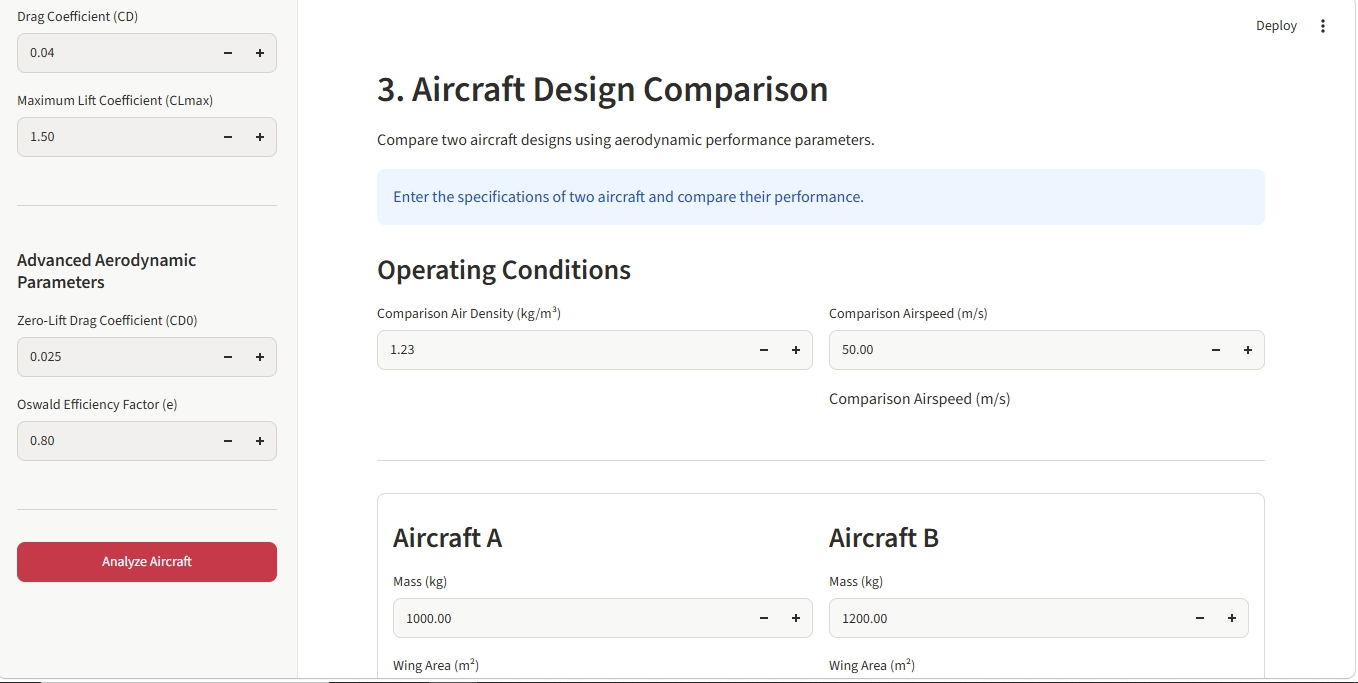 Drag Coefficient (CD)
0.04
Maximum Lift Coefficient (CLmax)
1.50
Advanced Aerodynamic
Parameters
Zero-Lift Drag Coefficient (CD0)
0.025
Oswald Efficiency Factor (e)
0.80
Analyze Aircraft
Deploy
3. Aircraft Design Comparison
Compare two aircraft designs using aerodynamic performance parameters.
Enter the specifications of two aircraft and compare their performance.
Operating Conditions
Comparison Air Density (kg/m³)
1.23
Comparison Airspeed (m/s)
50.00
Comparison Airspeed (m/s)
Aircraft A
Mass (kg)
1000.00
Wing Area (m²)
Aircraft B
Mass (kg)
1200.00
Wing Area (m²)